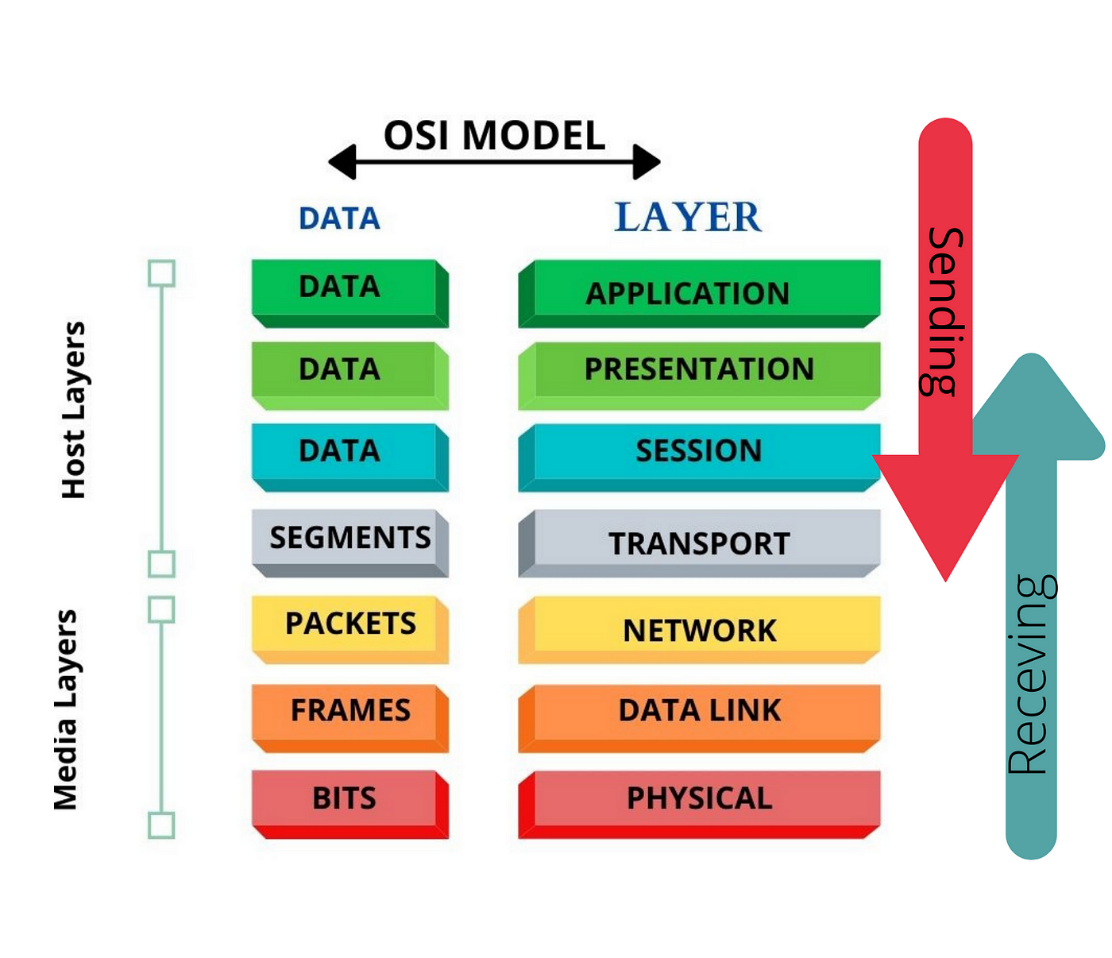 OSI MODEL
DATA
LAYER
Host Layers
DATA
APPLICATION
DATA
PRESENTATION
DATA
SESSION
SEGMENTS
TRANSPORT
Media Layers
PACKETS
NETWORK
FRAMES
DATA LINK
BITS
PHYSICAL
Sending
Receving